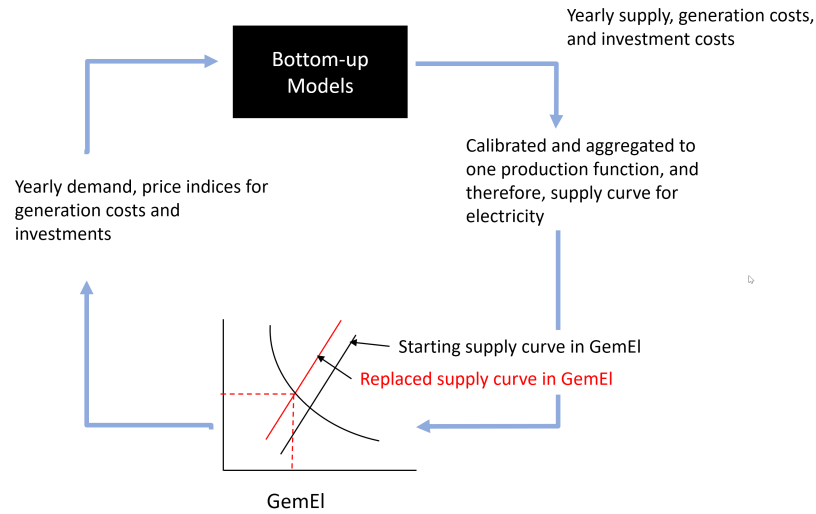 Yearly supply, generation costs,
and investment costs
Bottom-up
Models
Calibrated and aggregated to
one production function, and
therefore, supply curve for
electricity
Yearly demand, price indices for
generation costs and
investments
Starting supply curve in GemEl
Replaced supply curve in GemEl
GemEl